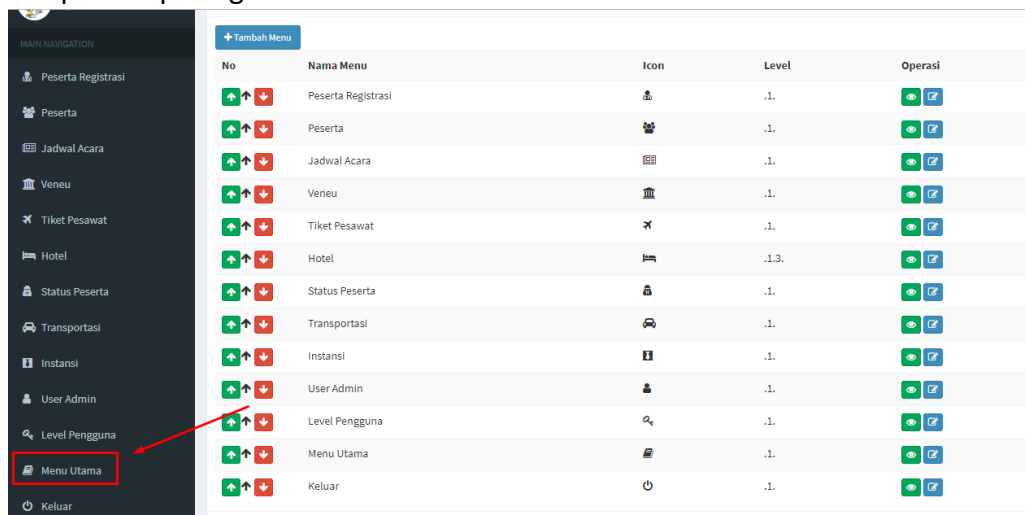 MAIN NAVIGATION
Peserta Registrasi
Peserta
Jadwal Acara
Veneu
Tiket Pesawat
Hotel
Status Peserta
Transportasi
Instansi
User Admin
Level Pengguna
Menu Utama
Keluar
+ Tambah Menu
No Nama Menu Icon Level Operasi
Peserta Registrasi .1.
Peserta .1.
Jadwal Acara .1.
Veneu .1.
Tiket Pesawat .1.
Hotel .1.3.
Status Peserta .1.
Transportasi .1.
Instansi .1.
User Admin .1.
Level Pengguna .1.
Menu Utama .1.
Keluar .1.